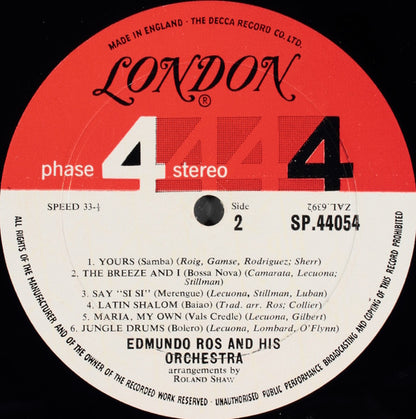 MADE IN ENGLAND · THE DECCA RECORD CO. LTD.
LONDON
®
phase 4 stereo 4 4 4
SPEED 33-⅓
Side
2
ZAL.6392
SP.44054
1. YOURS (Samba) (Roig, Gamse, Rodriguez; Sherr)
2. THE BREEZE AND I (Bossa Nova) (Camarata, Lecuona;
Stillman)
3. SAY "SI SI" (Merengue) (Lecuona, Stillman, Luban)
4. LATIN SHALOM (Baiao) (Trad. arr. Ros; Collier)
5. MARIA, MY OWN (Vals Credle) (Lecuona, Gilbert)
6. JUNGLE DRUMS (Bolero) (Lecuona, Lombard, O'Flynn)
EDMUNDO ROS AND HIS
ORCHESTRA
arrangements by
ROLAND SHAW
ALL RIGHTS OF THE MANUFACTURER AND OF THE OWNER OF THE RECORDED WORK RESERVED · UNAUTHORISED PUBLIC PERFORMANCE BROADCASTING AND COPYING OF THIS RECORD PROHIBITED